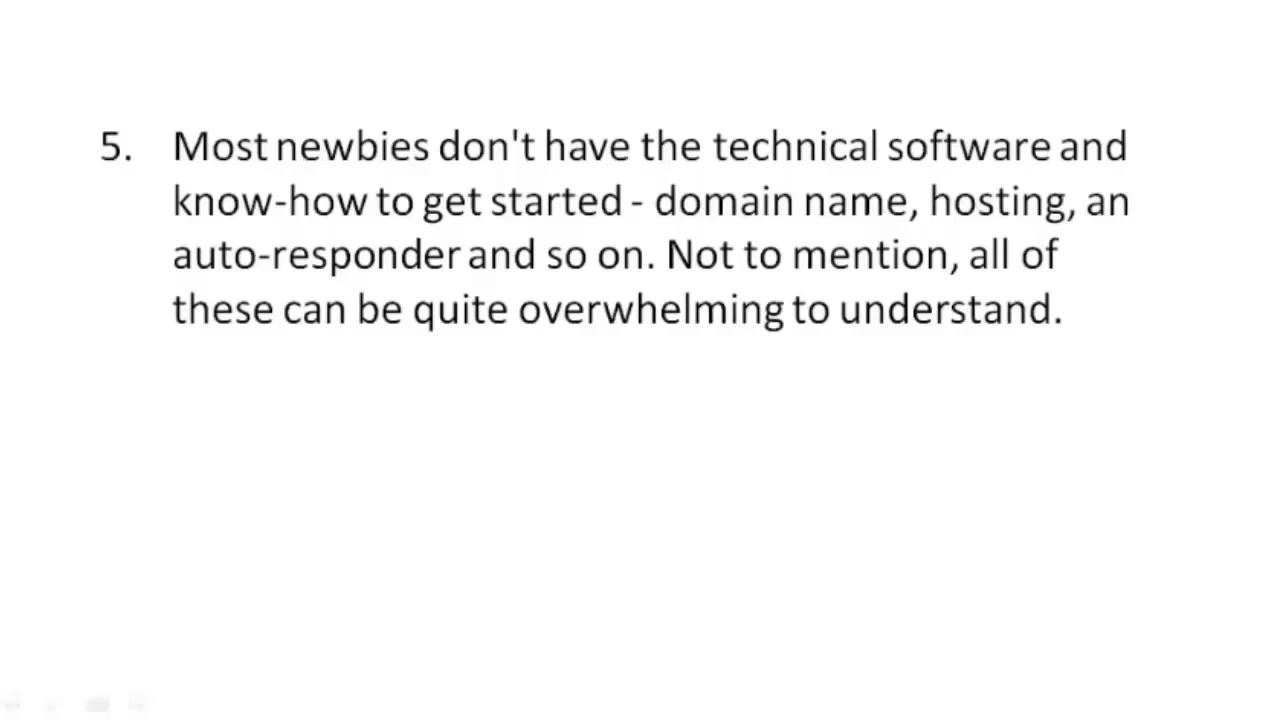 5. Most newbies don't have the technical software and
know-how to get started - domain name, hosting, an
auto-responder and so on. Not to mention, all of
these can be quite overwhelming to understand.